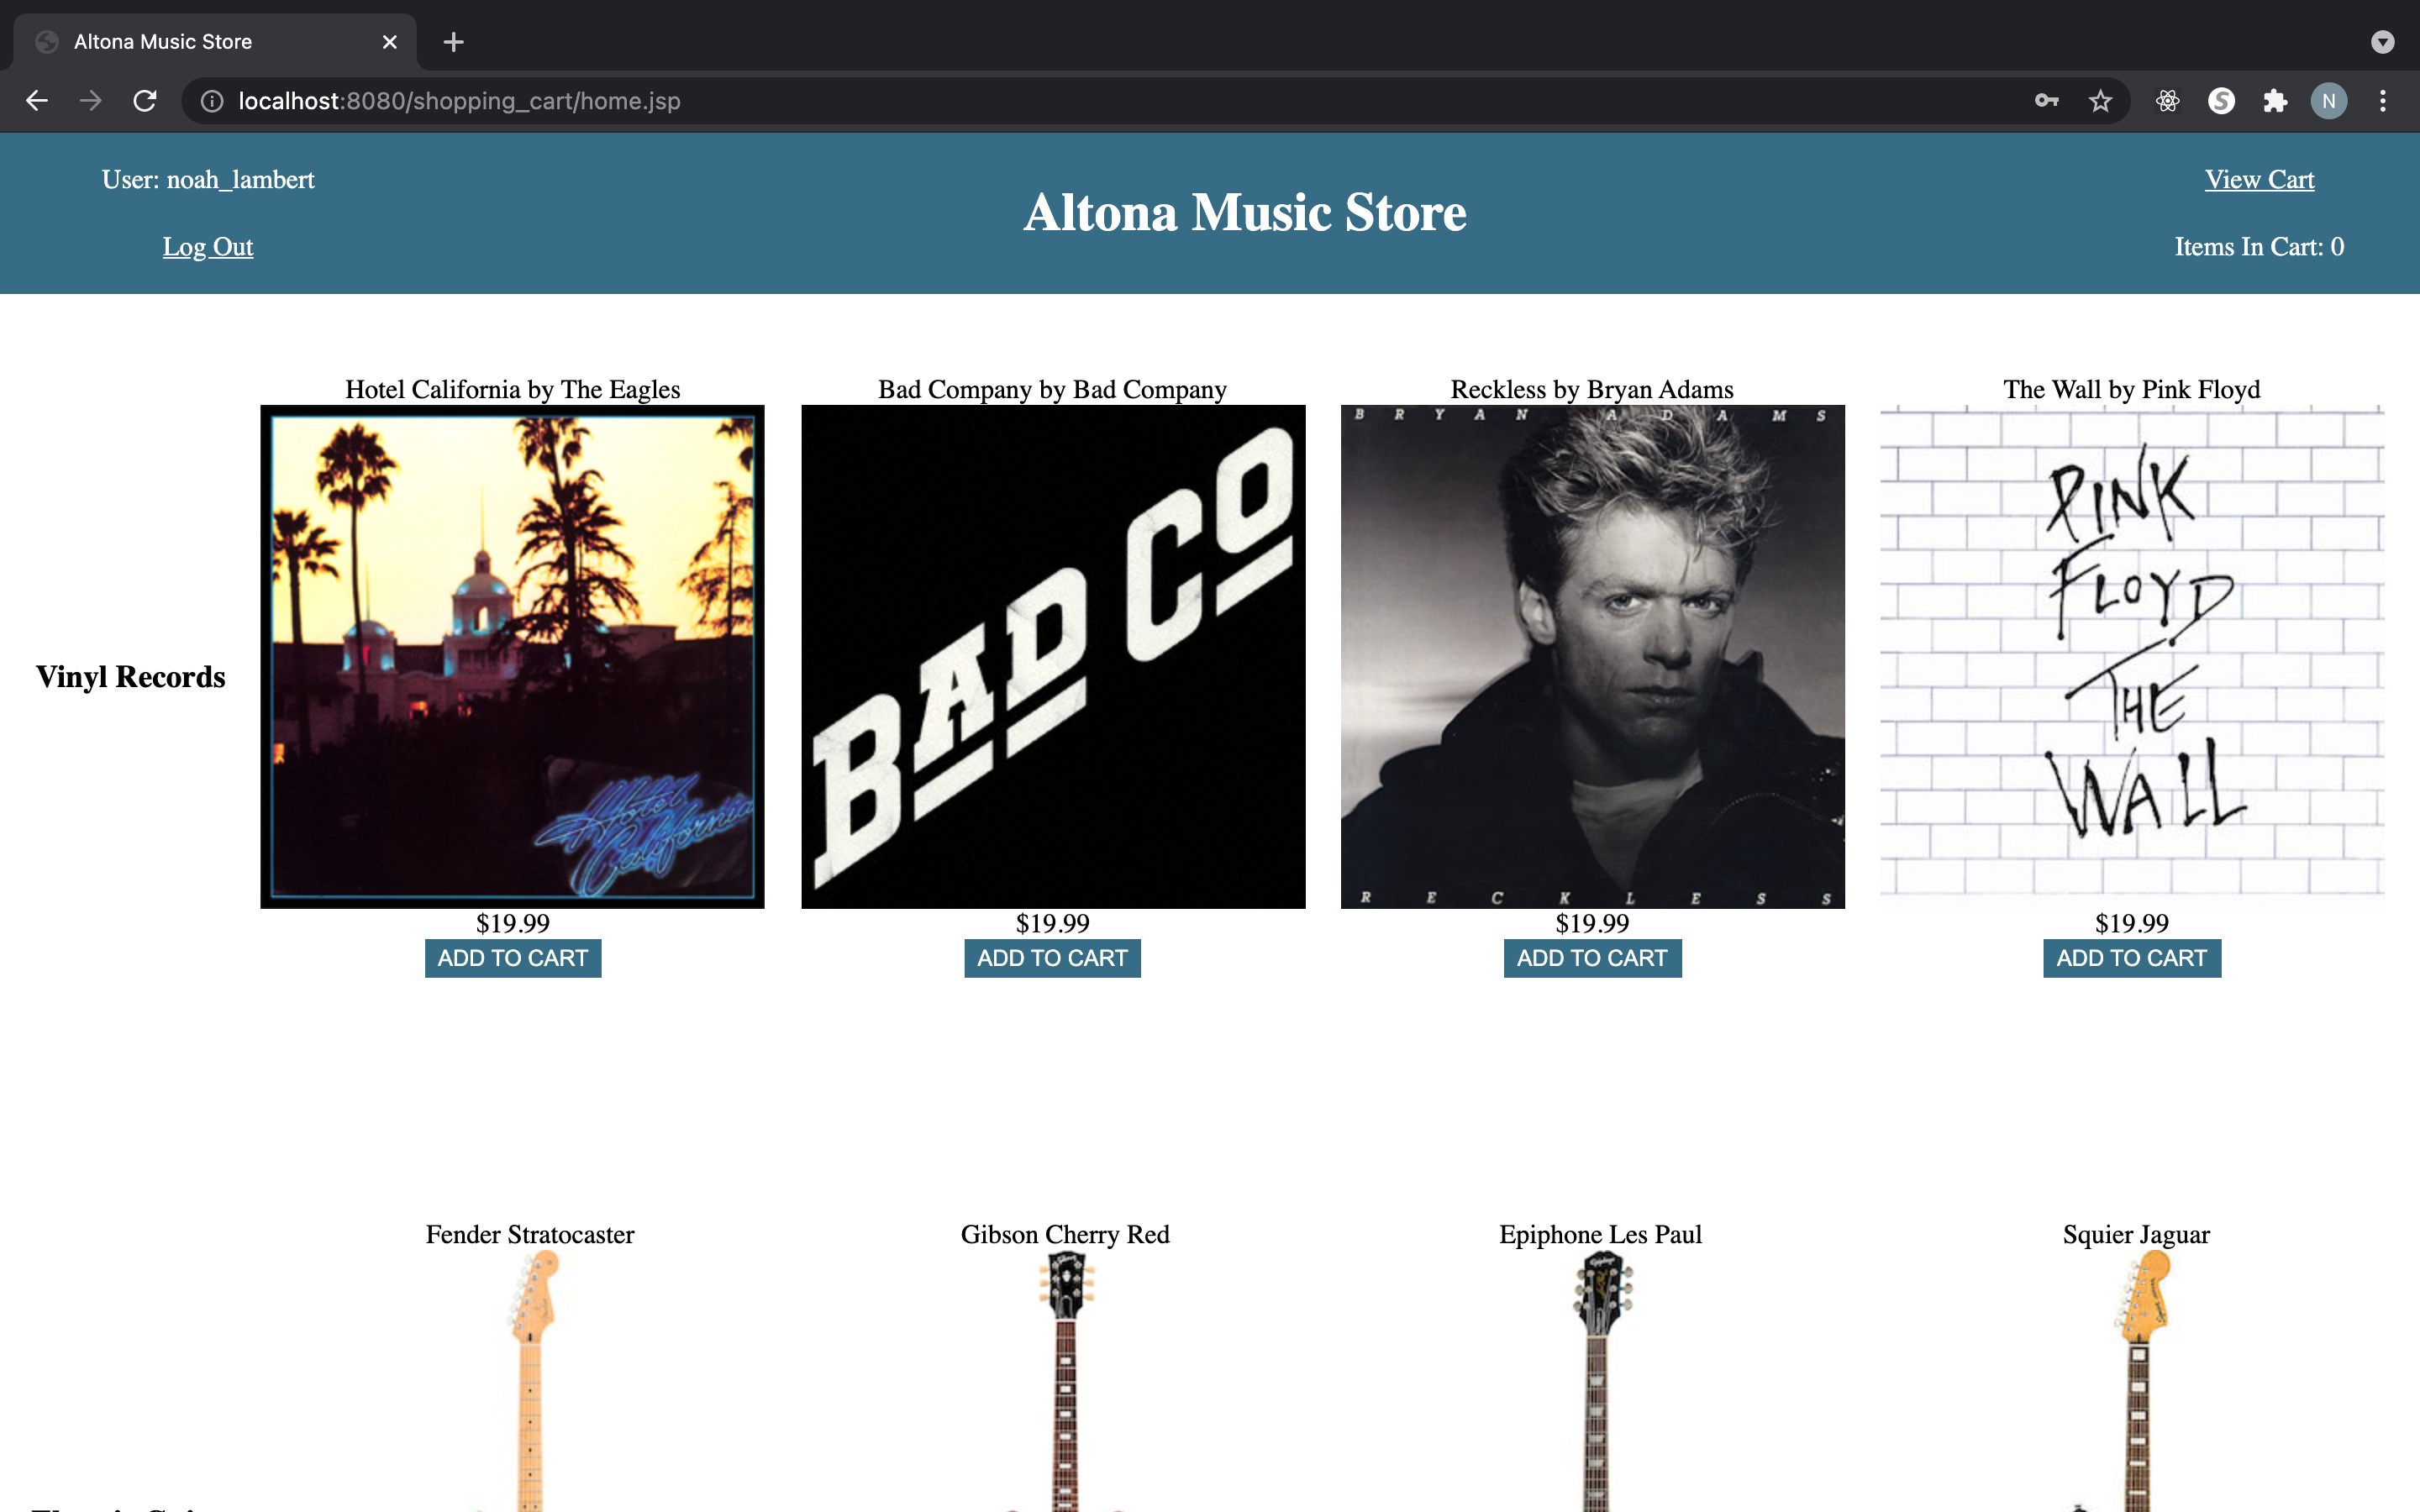 Altona Music Store
localhost:8080/shopping_cart/home.jsp
N
User: noah_lambert
Log Out
Altona Music Store
View Cart
Items In Cart: 0
Vinyl Records
Hotel California by The Eagles
Hotel
California
$19.99
ADD TO CART
Bad Company by Bad Company
BAD CO
$19.99
ADD TO CART
Reckless by Bryan Adams
BRYAN ADAMS
RECKLESS
$19.99
ADD TO CART
The Wall by Pink Floyd
PINK
FLOYD
THE
WALL
$19.99
ADD TO CART
Fender Stratocaster
Gibson Cherry Red
Epiphone Les Paul
Squier Jaguar